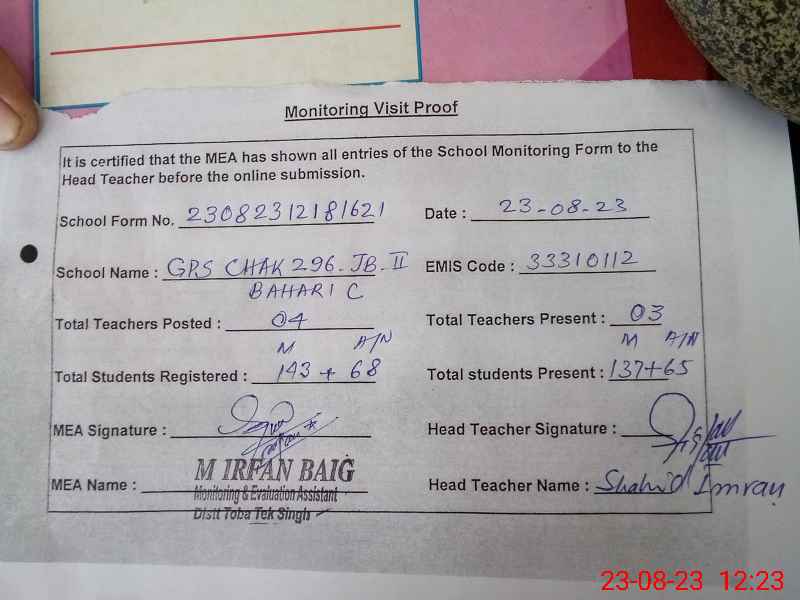 Monitoring Visit Proof
It is certified that the MEA has shown all entries of the School Monitoring Form to the
Head Teacher before the online submission.
School Form No. 23082312181621 Date : 23-08-23
School Name : GPS CHAK 296-JB-II EMIS Code : 33310112
BAHARI C
Total Teachers Posted : 04 Total Teachers Present : 03
M A/N M A/N
Total Students Registered : 143 + 68 Total students Present : 137+65
MEA Signature : Head Teacher Signature :
M IRFAN BAIG
MEA Name : Monitoring & Evaluation Assistant Head Teacher Name : Shahid Imran
Distt Toba Tek Singh
23-08-23 12:23